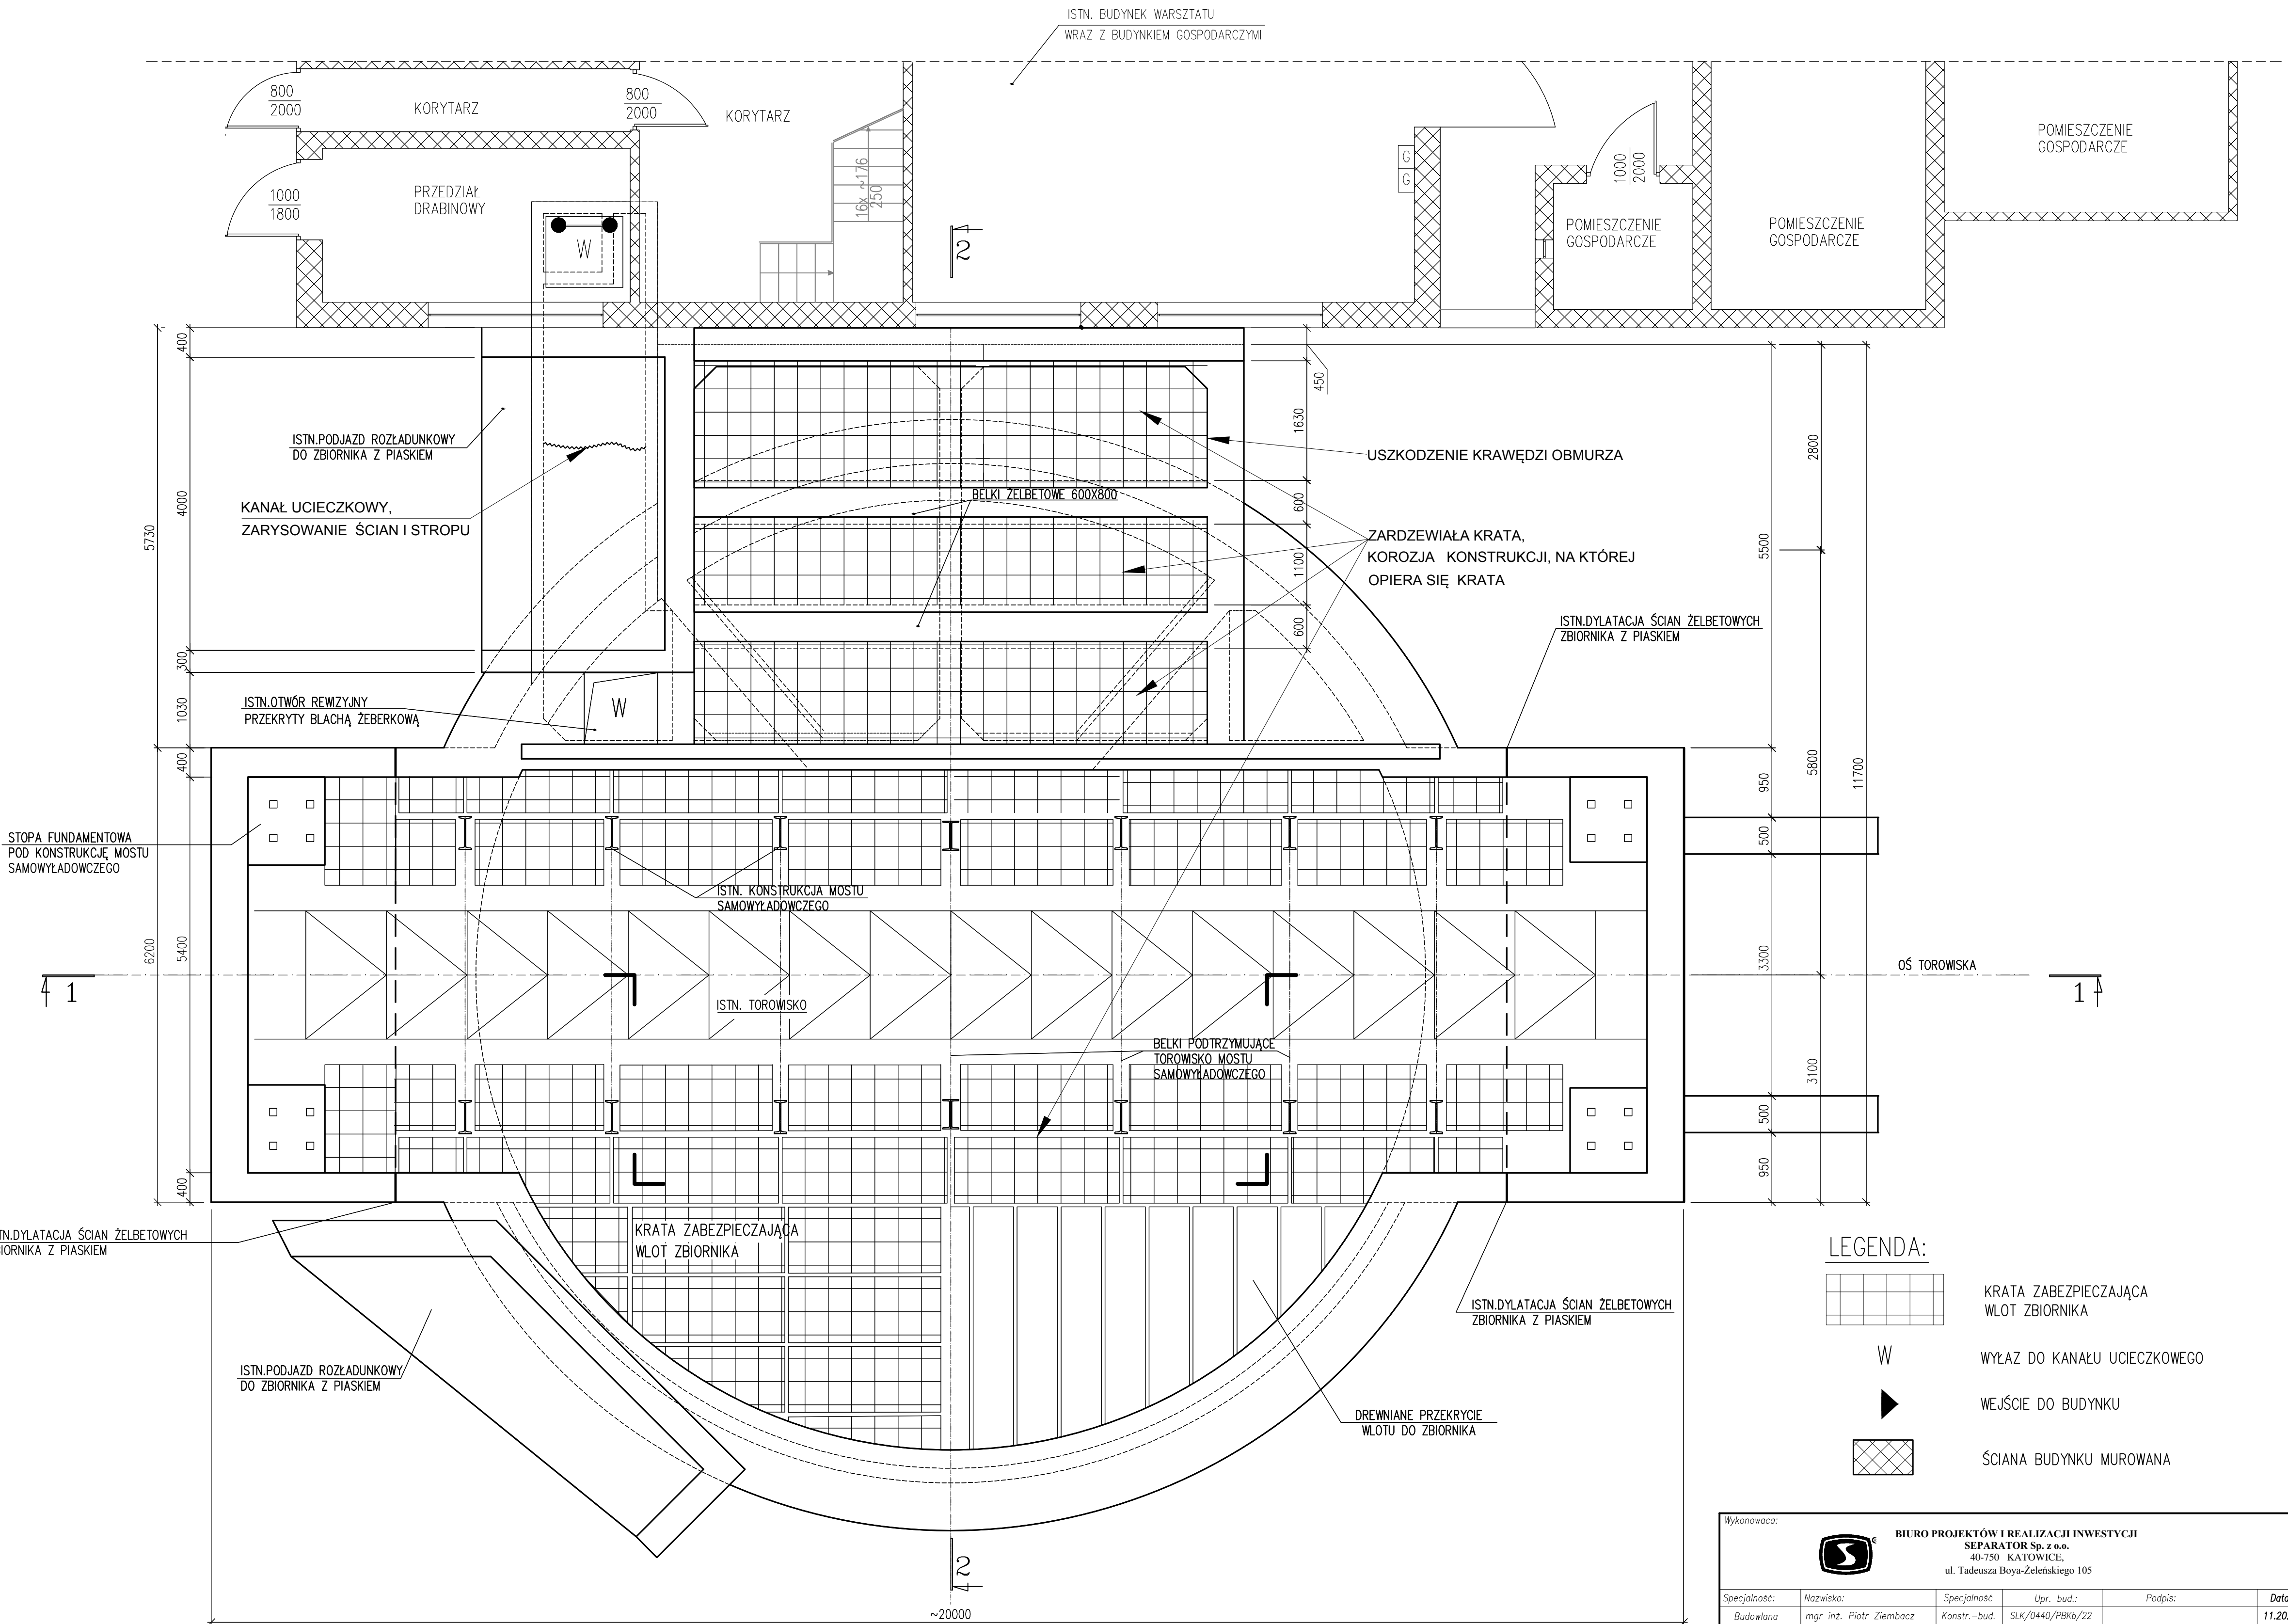 ISTN. BUDYNEK WARSZTATU
WRAZ Z BUDYNKIEM GOSPODARCZYMI
800
2000
KORYTARZ
800
2000
KORYTARZ
1000
1800
PRZEDZIAŁ
DRABINOWY
W
16x ~176
250
2
G
G
1000
2000
POMIESZCZENIE
GOSPODARCZE
POMIESZCZENIE
GOSPODARCZE
POMIESZCZENIE
GOSPODARCZE
400
4000
5730
300
1030
400
6200
5400
400
ISTN.PODJAZD ROZŁADUNKOWY
DO ZBIORNIKA Z PIASKIEM
KANAŁ UCIECZKOWY,
ZARYSOWANIE ŚCIAN I STROPU
ISTN.OTWÓR REWIZYJNY
PRZEKRYTY BLACHĄ ŻEBERKOWĄ
W
BELKI ŻELBETOWE 600X800
450
1630
600
1100
600
USZKODZENIE KRAWĘDZI OBMURZA
ZARDZEWIAŁA KRATA,
KOROZJA KONSTRUKCJI, NA KTÓREJ
OPIERA SIĘ KRATA
ISTN.DYLATACJA ŚCIAN ŻELBETOWYCH
ZBIORNIKA Z PIASKIEM
2800
5500
5800
11700
950
500
3300
3100
500
950
STOPA FUNDAMENTOWA
POD KONSTRUKCJĘ MOSTU
SAMOWYŁADOWCZEGO
ISTN. KONSTRUKCJA MOSTU
SAMOWYŁADOWCZEGO
1
ISTN. TOROWISKO
OŚ TOROWISKA
1
BELKI PODTRZYMUJĄCE
TOROWISKO MOSTU
SAMOWYŁADOWCZEGO
TN.DYLATACJA ŚCIAN ŻELBETOWYCH
BIORNIKA Z PIASKIEM
KRATA ZABEZPIECZAJĄCA
WLOT ZBIORNIKA
ISTN.PODJAZD ROZŁADUNKOWY
DO ZBIORNIKA Z PIASKIEM
ISTN.DYLATACJA ŚCIAN ŻELBETOWYCH
ZBIORNIKA Z PIASKIEM
DREWNIANE PRZEKRYCIE
WLOTU DO ZBIORNIKA
2
~20000
LEGENDA:
KRATA ZABEZPIECZAJĄCA
WLOT ZBIORNIKA
W WYŁAZ DO KANAŁU UCIECZKOWEGO
WEJŚCIE DO BUDYNKU
ŚCIANA BUDYNKU MUROWANA
Wykonowaca:
BIURO PROJEKTÓW I REALIZACJI INWESTYCJI
SEPARATOR Sp. z o.o.
40-750 KATOWICE,
ul. Tadeusza Boya-Żeleńskiego 105
Specjalność: Nazwisko: Specjalność Upr. bud.: Podpis: Data
Budowlana mgr inż. Piotr Ziembacz Konstr.-bud. SLK/0440/PBKb/22 11.20